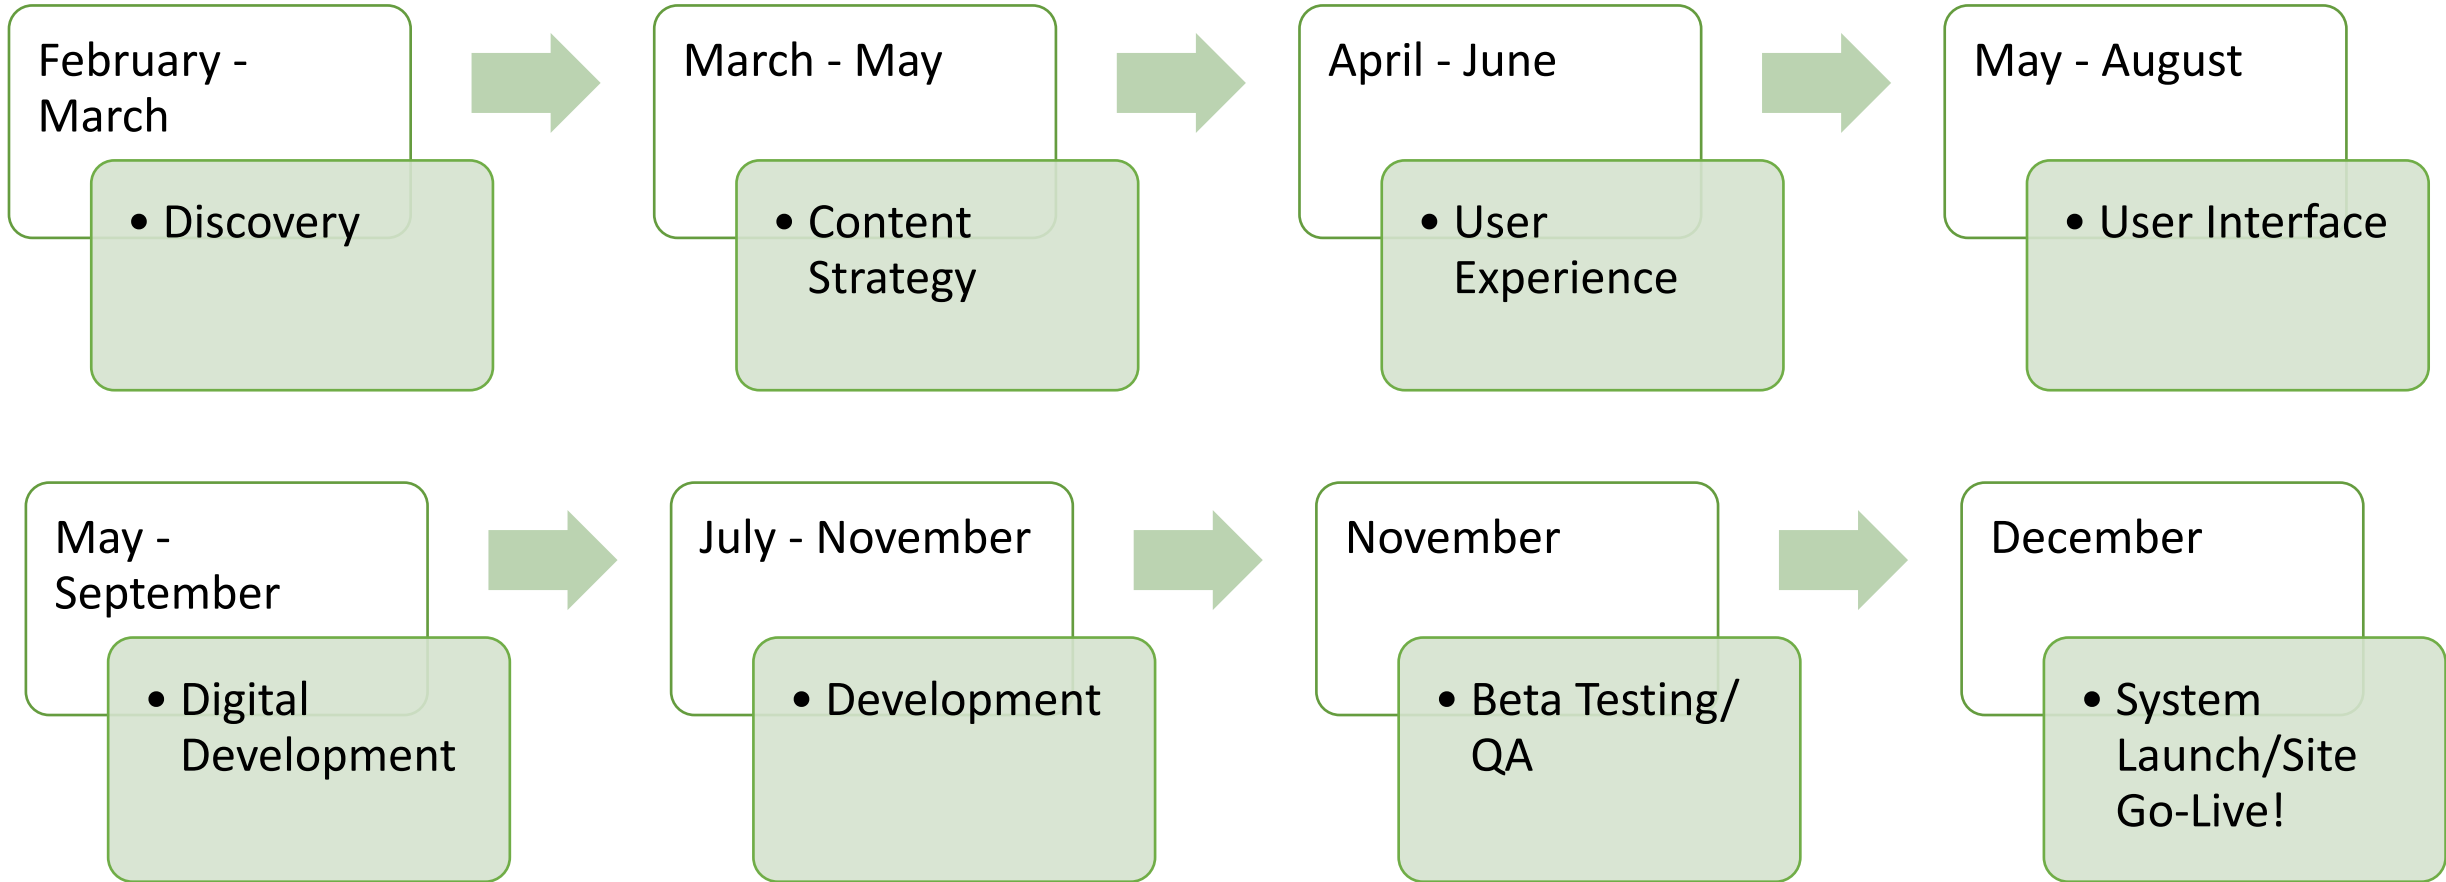 February -
March
• Discovery
March - May
• Content
Strategy
April - June
• User
Experience
May - August
• User Interface
May -
September
• Digital
Development
July - November
• Development
November
• Beta Testing/
QA
December
• System
Launch/Site
Go-Live!